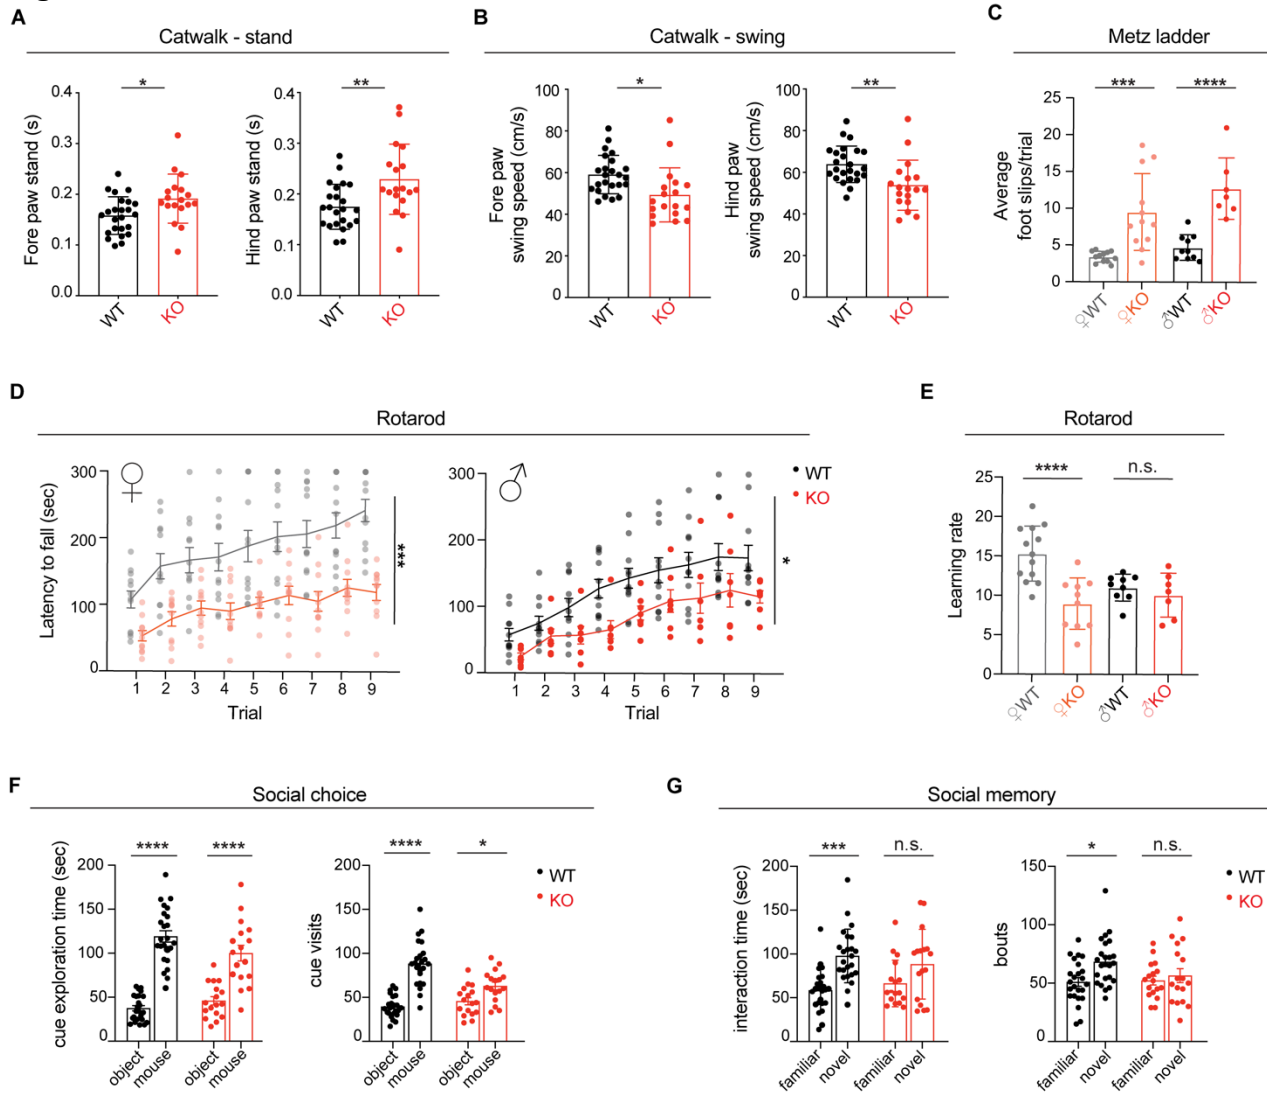 A
Catwalk - stand
*
Fore paw stand (s)
0.4
0.3
0.2
0.1
0.0
WT
KO
**
Hind paw stand (s)
0.4
0.3
0.2
0.1
0.0
WT
KO
B
Catwalk - swing
*
Fore paw
swing speed (cm/s)
100
80
60
40
20
0
WT
KO
**
Hind paw
swing speed (cm/s)
100
80
60
40
20
0
WT
KO
C
Metz ladder
*** ****
Average
foot slips/trial
25
20
15
10
5
0
♀WT
♀KO
♂WT
♂KO
D
Rotarod
♀
Latency to fall (sec)
300
200
100
0
***
1 2 3 4 5 6 7 8 9
Trial
♂
300
200
100
0
*
1 2 3 4 5 6 7 8 9
Trial
WT
KO
E
Rotarod
**** n.s.
Learning rate
25
20
15
10
5
0
♀WT
♀KO
♂WT
♂KO
F
Social choice
**** ****
cue exploration time (sec)
200
150
100
50
0
object
mouse
object
mouse
**** *
cue visits
200
150
100
50
0
object
mouse
object
mouse
WT
KO
G
Social memory
*** n.s.
interaction time (sec)
200
150
100
50
0
familiar
novel
familiar
novel
* n.s.
bouts
150
100
50
0
familiar
novel
familiar
novel
WT
KO